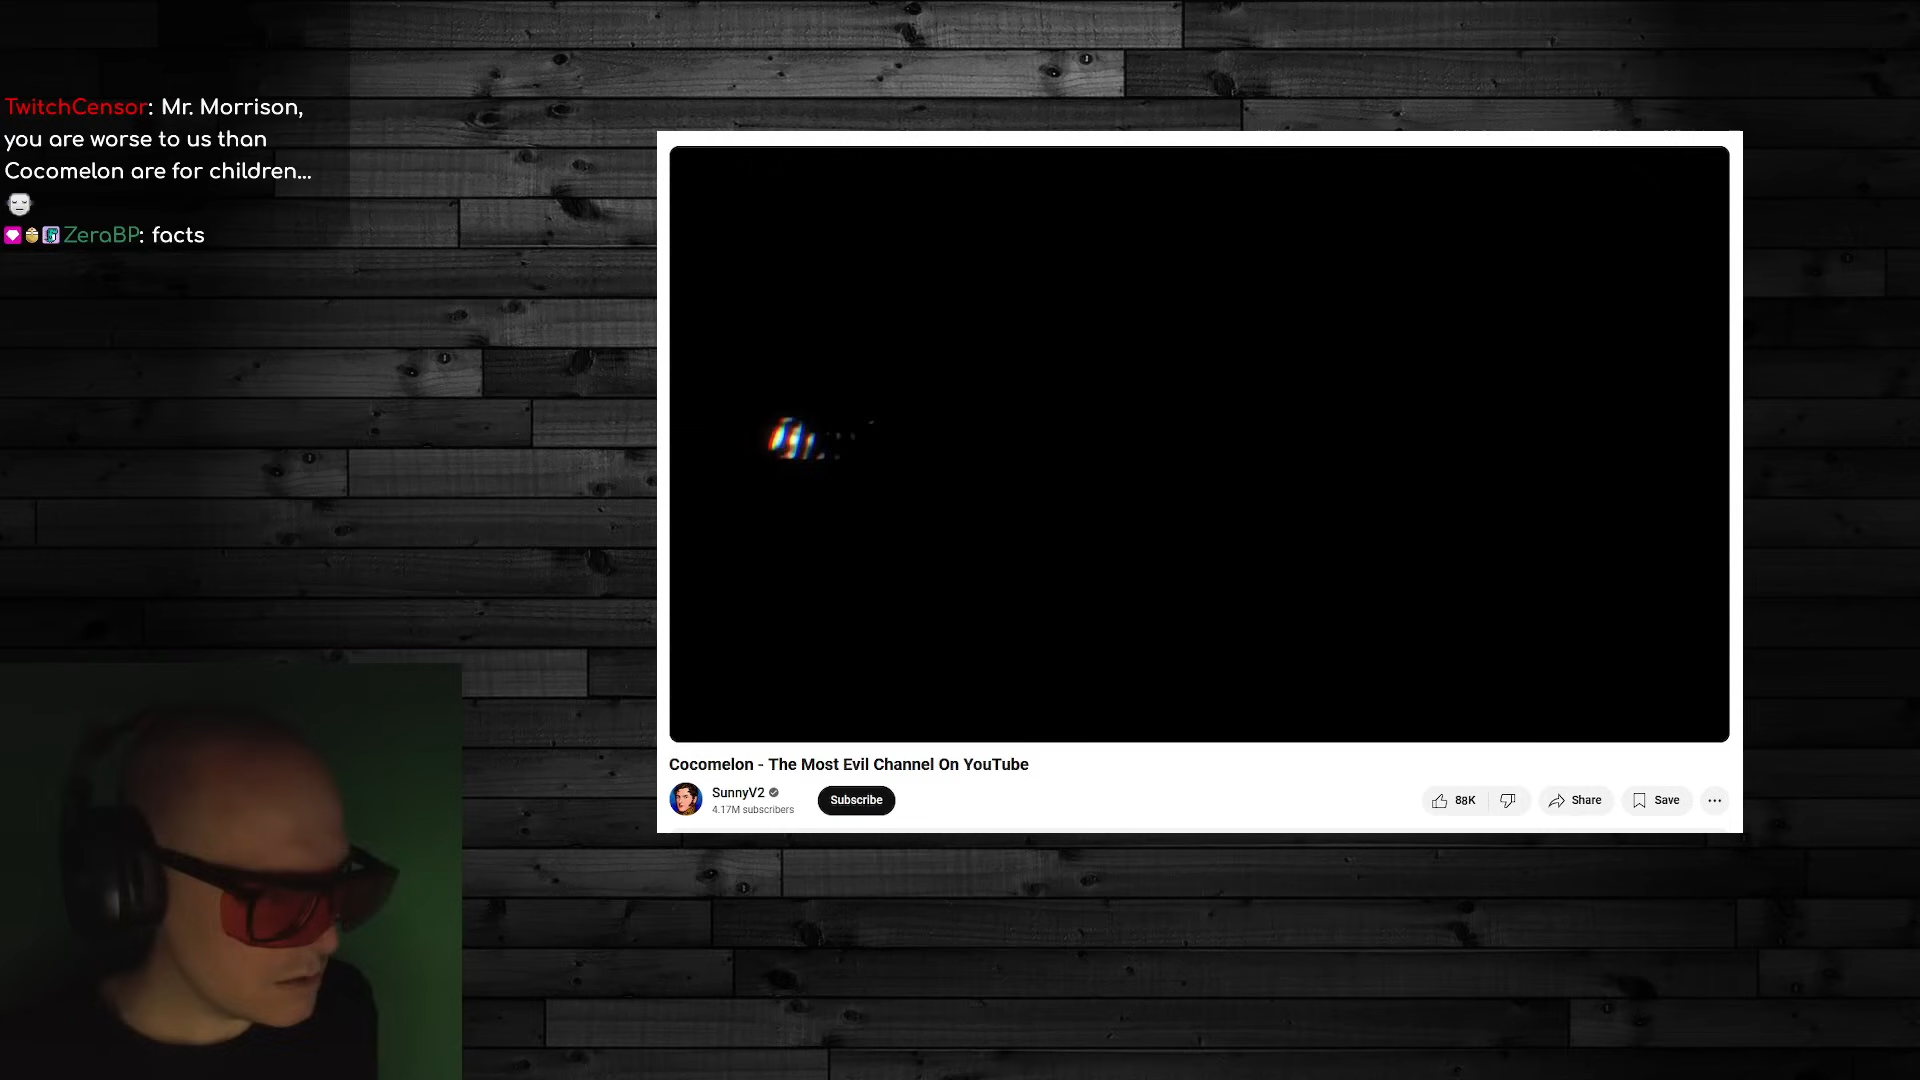 TwitchCensor: Mr. Morrison,
you are worse to us than
Cocomelon are for children...
ZeraBP: facts
Cocomelon - The Most Evil Channel On YouTube
SunnyV2
4.17M subscribers
Subscribe
88K
Share
Save